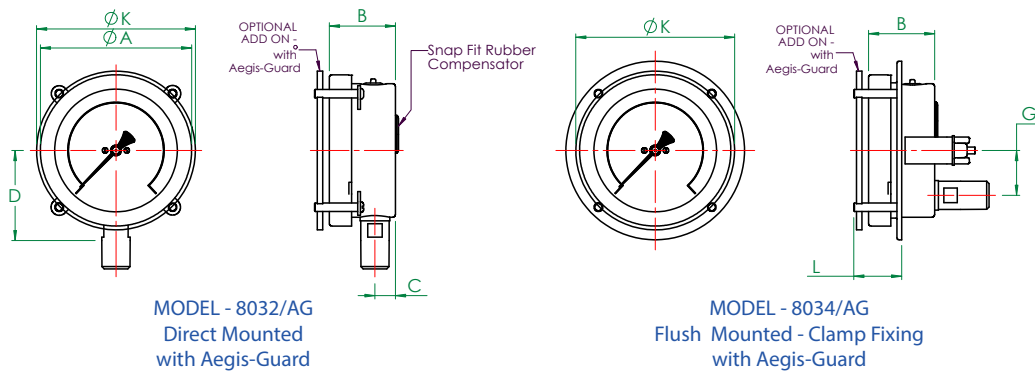 ØK
ØA
D
OPTIONAL
ADD ON -
with
Aegis-Guard
B
Snap Fit Rubber
Compensator
C
MODEL - 8032/AG
Direct Mounted
with Aegis-Guard
ØK
OPTIONAL
ADD ON -
with
Aegis-Guard
B
G
L
MODEL - 8034/AG
Flush Mounted - Clamp Fixing
with Aegis-Guard